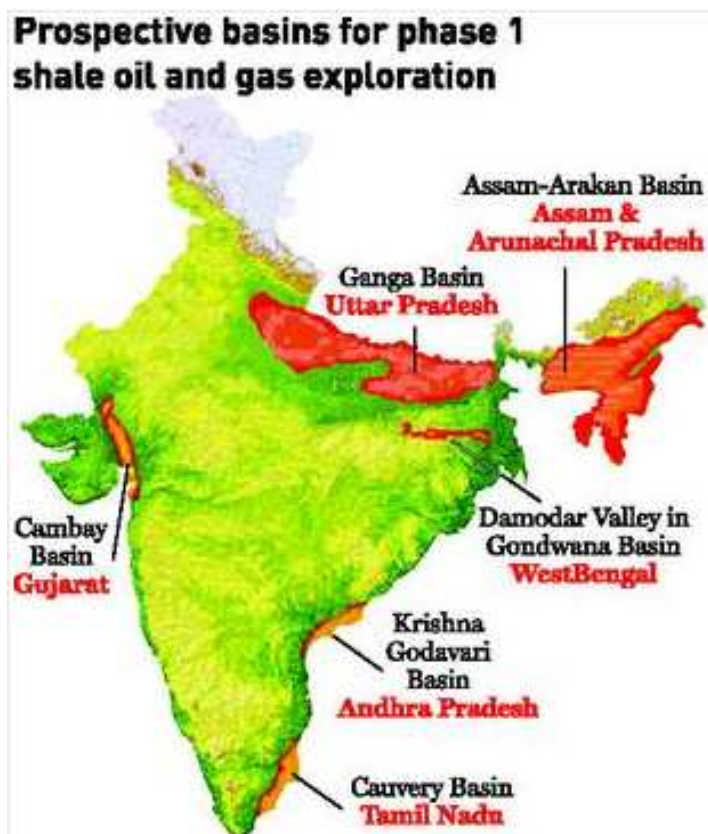 Prospective basins for phase 1
shale oil and gas exploration
Assam-Arakan Basin
Assam &
Arunachal Pradesh
Ganga Basin
Uttar Pradesh
Cambay
Basin
Gujarat
Damodar Valley in
Gondwana Basin
WestBengal
Krishna
Godavari
Basin
Andhra Pradesh
Cauvery Basin
Tamil Nadu